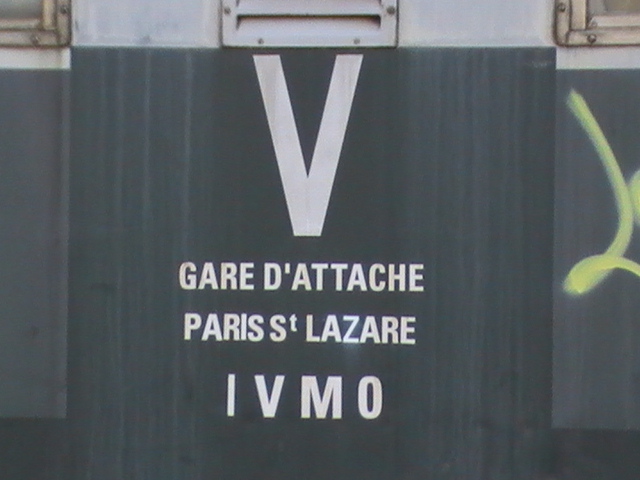 V
GARE D'ATTACHE
PARIS St LAZARE
I V M O